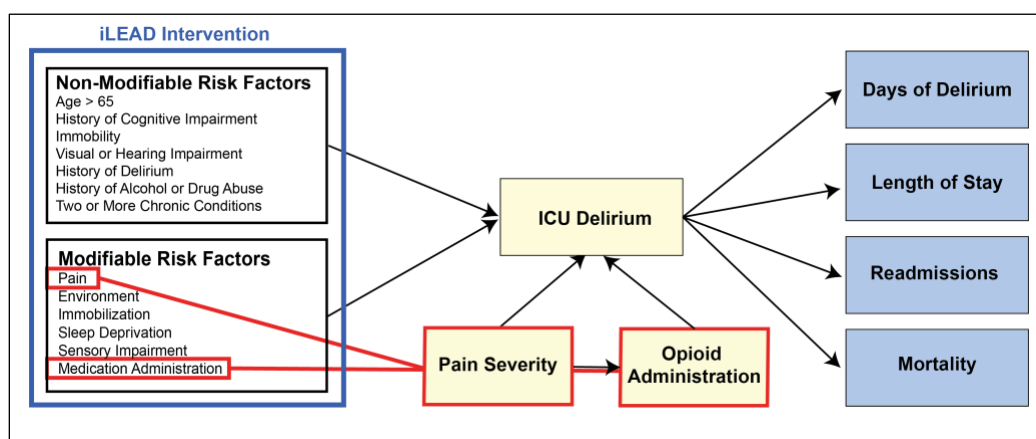 iLEAD Intervention
Non-Modifiable Risk Factors
Age > 65
History of Cognitive Impairment
Immobility
Visual or Hearing Impairment
History of Delirium
History of Alcohol or Drug Abuse
Two or More Chronic Conditions
Modifiable Risk Factors
Pain
Environment
Immobilization
Sleep Deprivation
Sensory Impairment
Medication Administration
ICU Delirium
Pain Severity
Opioid
Administration
Days of Delirium
Length of Stay
Readmissions
Mortality